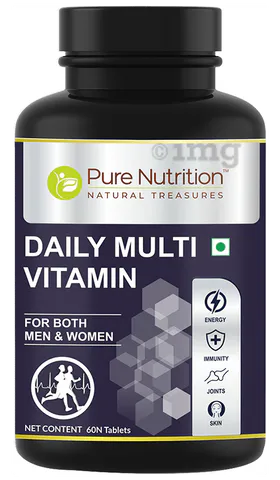 1mg
Pure Nutrition™
NATURAL TREASURES
DAILY MULTI
VITAMIN
FOR BOTH
MEN & WOMEN
ENERGY
IMMUNITY
JOINTS
SKIN
NET CONTENT 60N Tablets